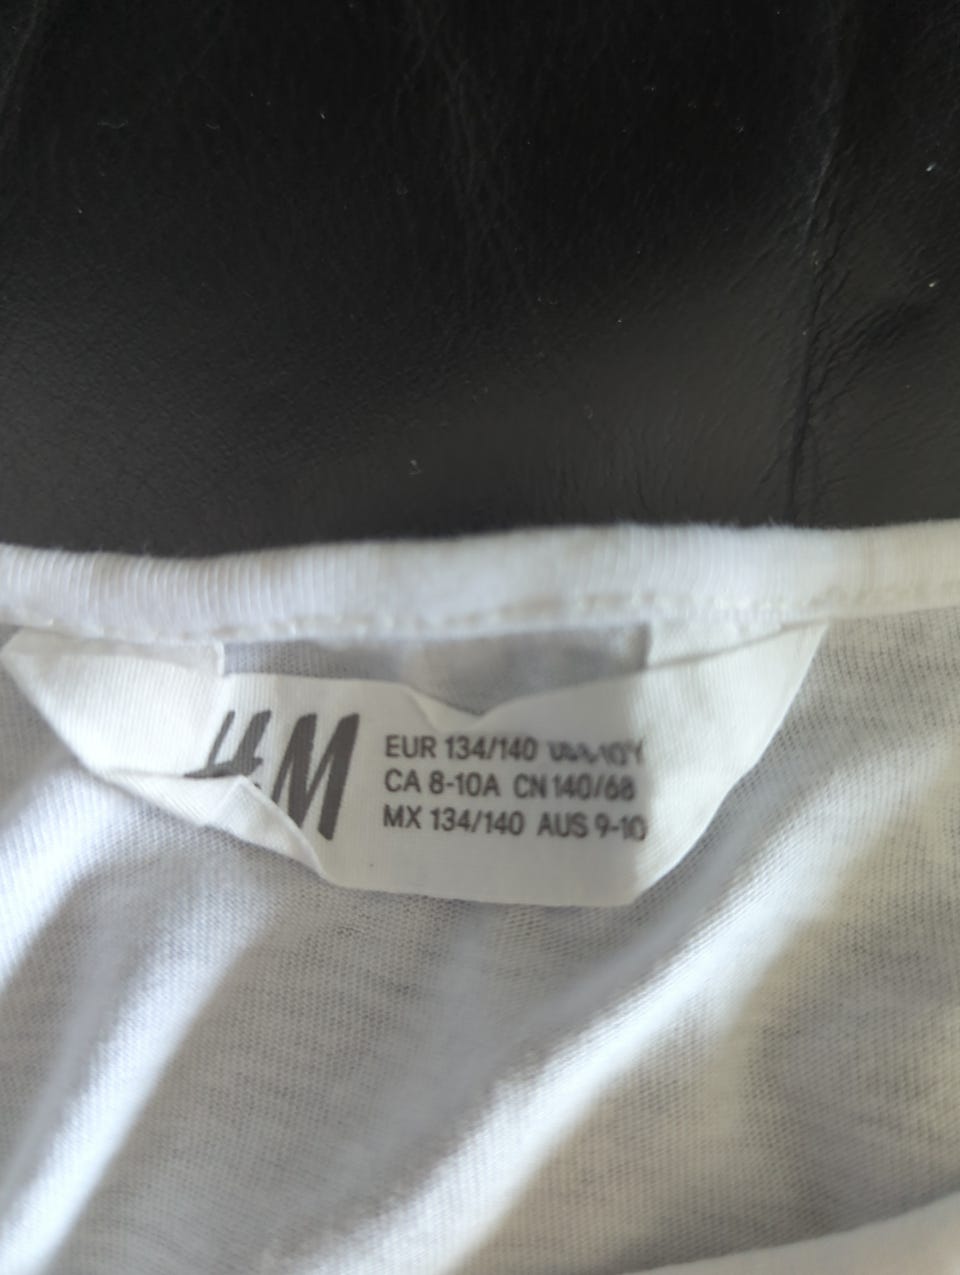 H&M
EUR 134/140
CA 8-10A CN 140/68
MX 134/140 AUS 9-10